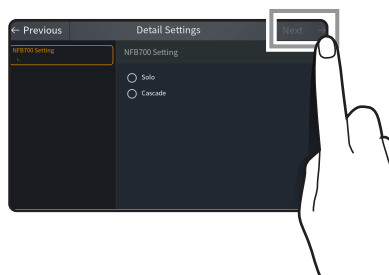 ← Previous
Detail Settings
Next →
NFB700 Setting
NFB700 Setting
Solo
Cascade